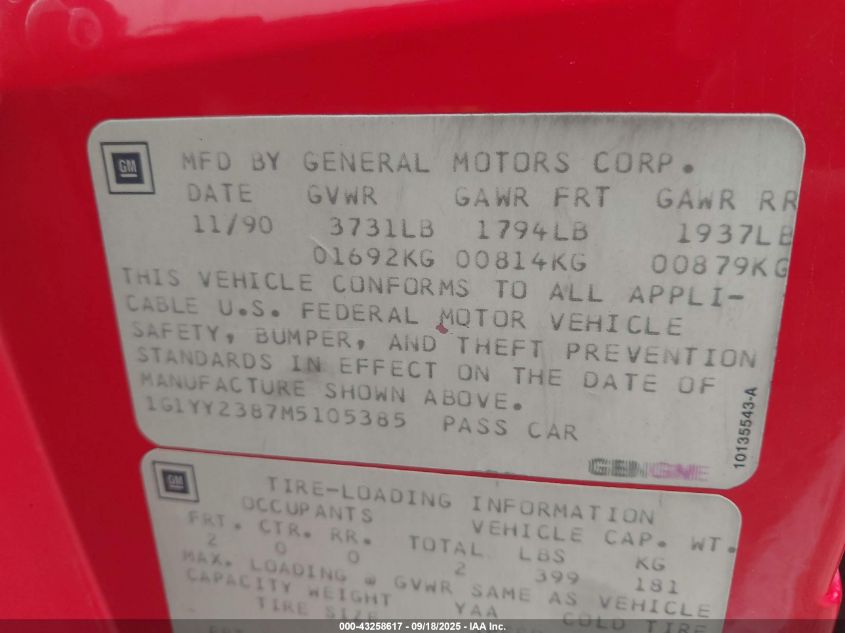 GM MFD BY GENERAL MOTORS CORP.
DATE GVWR GAWR FRT GAWR RR
11/90 3731LB 1794LB 1937LB
01692KG 00814KG 00879KG
THIS VEHICLE CONFORMS TO ALL APPLI-
CABLE U.S. FEDERAL MOTOR VEHICLE
SAFETY, BUMPER, AND THEFT PREVENTION
STANDARDS IN EFFECT ON THE DATE OF
MANUFACTURE SHOWN ABOVE.
1G1YY2387M5105385 PASS CAR
10135543-A
GM TIRE-LOADING INFORMATION
OCCUPANTS VEHICLE CAP. WT.
FRT. CTR. RR. TOTAL LBS KG
2 0 0 2 399 181
MAX. LOADING @ GVWR SAME AS VEHICLE
CAPACITY WEIGHT YAA
TIRE SIZE COLD TIRE
000-43258617 - 09/18/2025 - IAA Inc.